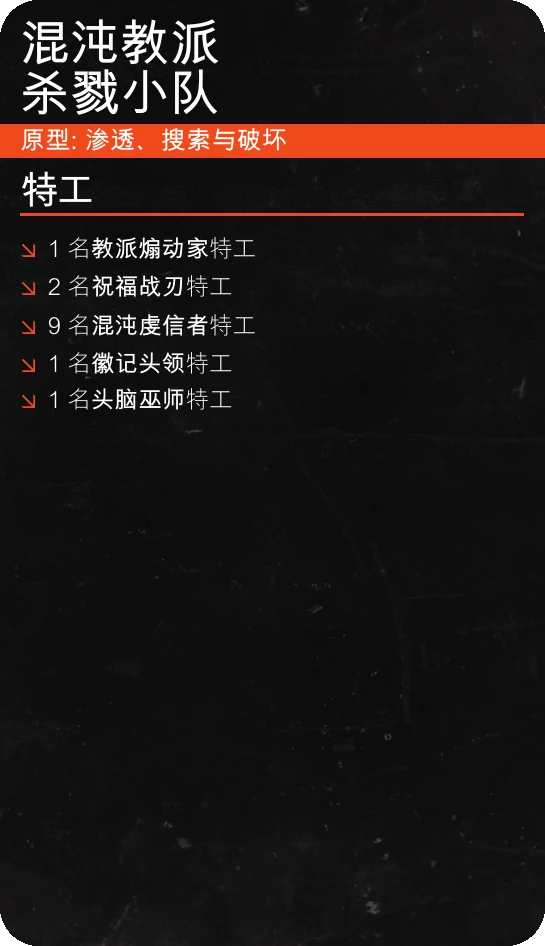 混沌教派
杀戮小队
原型: 渗透、搜索与破坏
特工
↘ 1 名教派煽动家特工
↘ 2 名祝福战刃特工
↘ 9 名混沌虔信者特工
↘ 1 名徽记头领特工
↘ 1 名头脑巫师特工